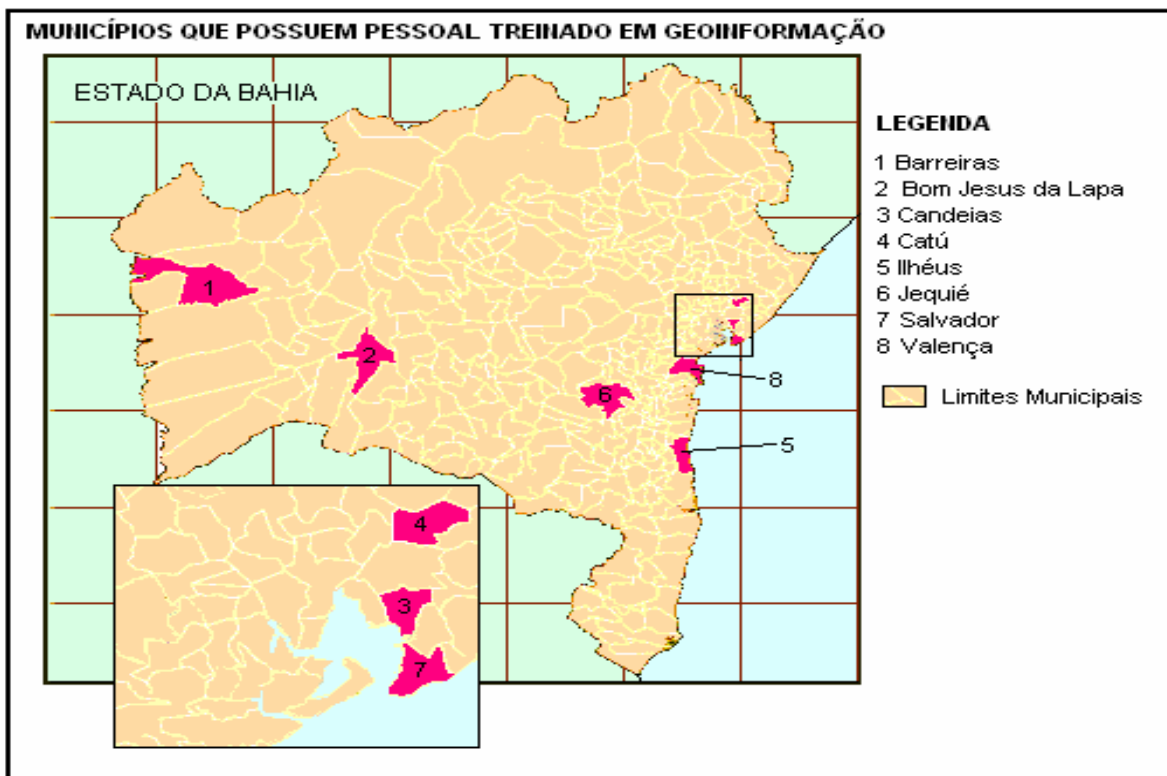 MUNICÍPIOS QUE POSSUEM PESSOAL TREINADO EM GEOINFORMAÇÃO
ESTADO DA BAHIA
LEGENDA
1 Barreiras
2 Bom Jesus da Lapa
3 Candeias
4 Catú
5 Ilhéus
6 Jequié
7 Salvador
8 Valença
Limites Municipais
1
2
8
6
5
4
3
7